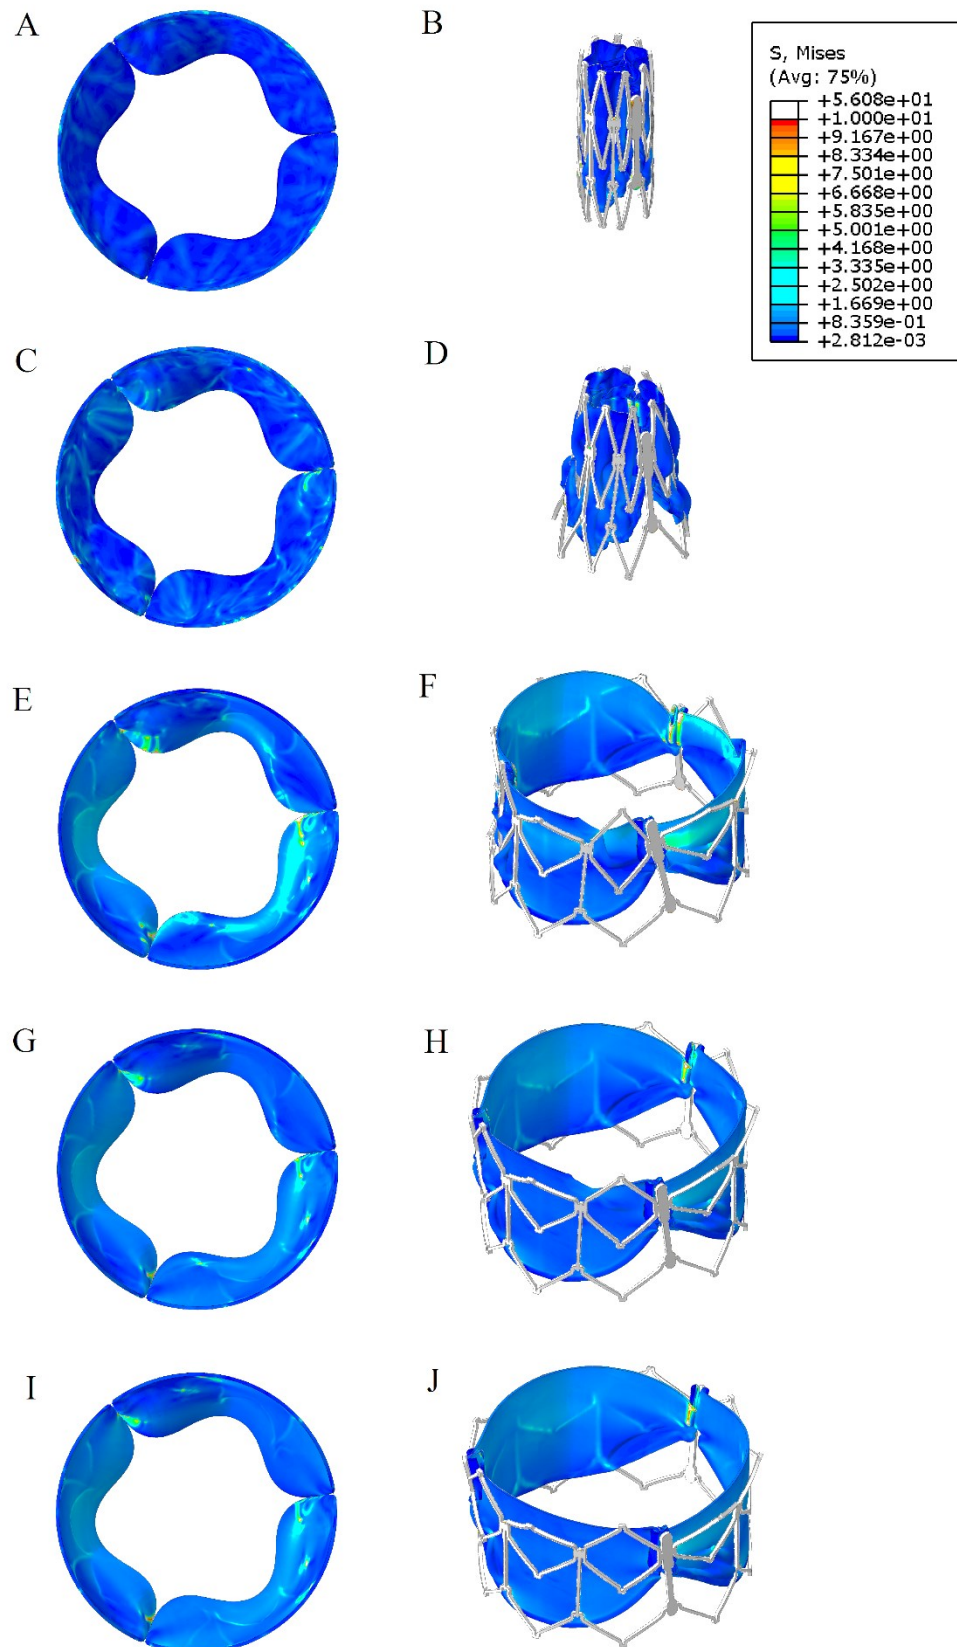 A
B
S, Mises
(Avg: 75%)
+5.608e+01
+1.000e+01
+9.167e+00
+8.334e+00
+7.501e+00
+6.668e+00
+5.835e+00
+5.001e+00
+4.168e+00
+3.335e+00
+2.502e+00
+1.669e+00
+8.359e-01
+2.812e-03
C
D
E
F
G
H
I
J